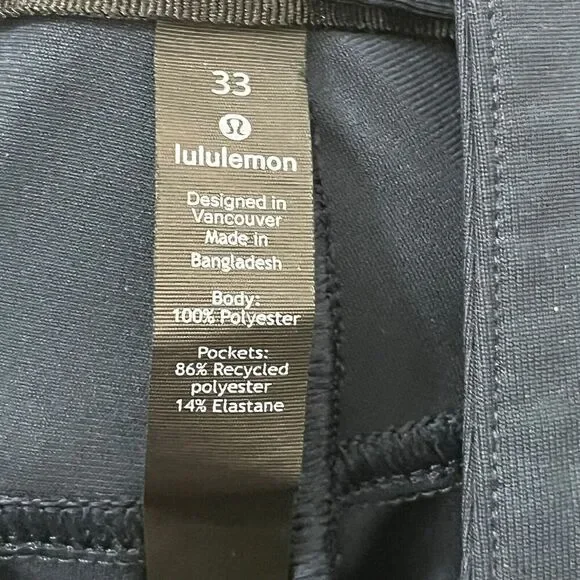 33
lululemon
Designed in
Vancouver
Made in
Bangladesh
Body:
100% Polyester
Pockets:
86% Recycled
polyester
14% Elastane